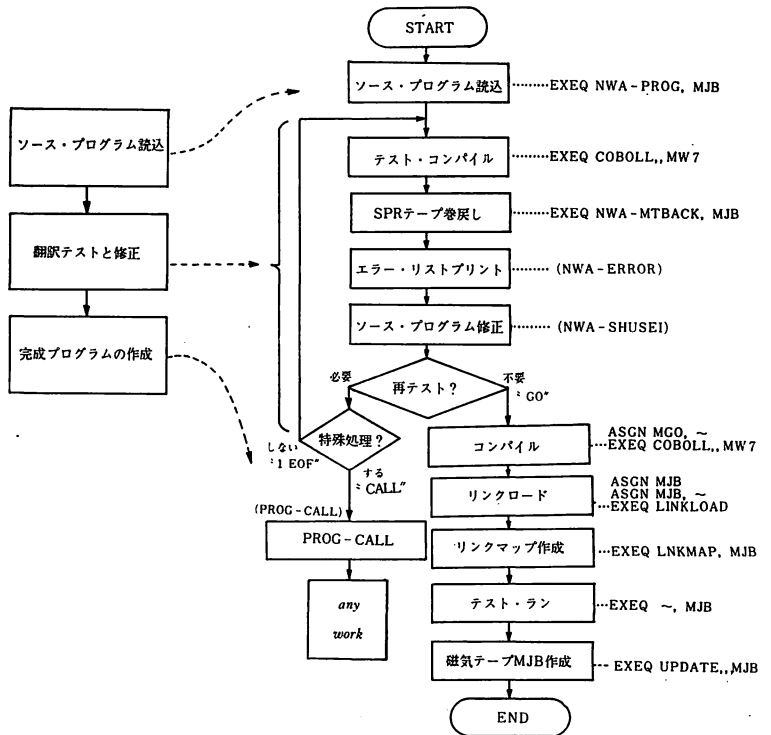 START
ソース・プログラム読込
EXEQ NWA-PROG, MJB
ソース・プログラム読込
翻訳テストと修正
完成プログラムの作成
テスト・コンパイル
EXEQ COBOLL,,MW7
SPRテープ巻戻し
EXEQ NWA-MTBACK, MJB
エラー・リストプリント
(NWA-ERROR)
ソース・プログラム修正
(NWA-SHUSEI)
再テスト?
必要
不要
"GO"
特殊処理?
しない
"1 EOF"
する
"CALL"
(PROG-CALL)
PROG-CALL
any
work
コンパイル
ASGN MGO, ~
EXEQ COBOLL,,MW7
リンクロード
ASGN MJB
ASGN MJB, ~
EXEQ LINKLOAD
リンクマップ作成
EXEQ LNKMAP, MJB
テスト・ラン
EXEQ ~, MJB
磁気テープMJB作成
EXEQ UPDATE,,MJB
END